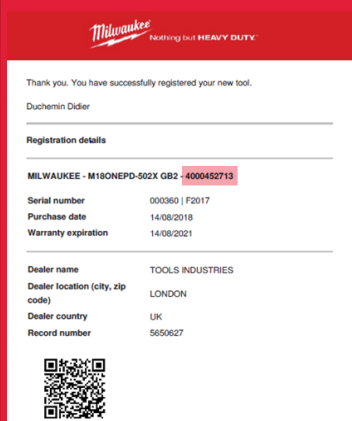 Milwaukee
Nothing but HEAVY DUTY.™
Thank you. You have successfully registered your new tool.
Duchemin Didier
Registration details
MILWAUKEE - M18ONEPD-502X GB2 - 4000452713
Serial number 000360 | F2017
Purchase date 14/08/2018
Warranty expiration 14/08/2021
Dealer name TOOLS INDUSTRIES
Dealer location (city, zip
code) LONDON
Dealer country UK
Record number 5650627